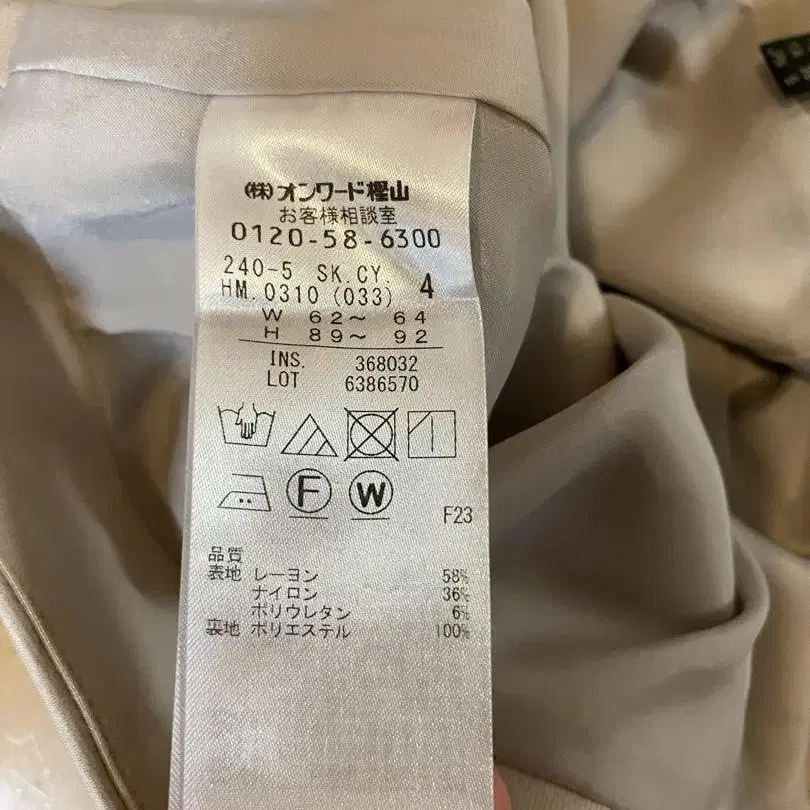 (株)オンワード樫山
お客様相談室
0120-58-6300
240-5 SK.CY 4
HM.0310(033)
W 62〜 64
H 89〜 92
INS. 368032
LOT 6386570
F W
F23
品質
表地 レーヨン 58%
ナイロン 36%
ポリウレタン 6%
裏地 ポリエステル 100%